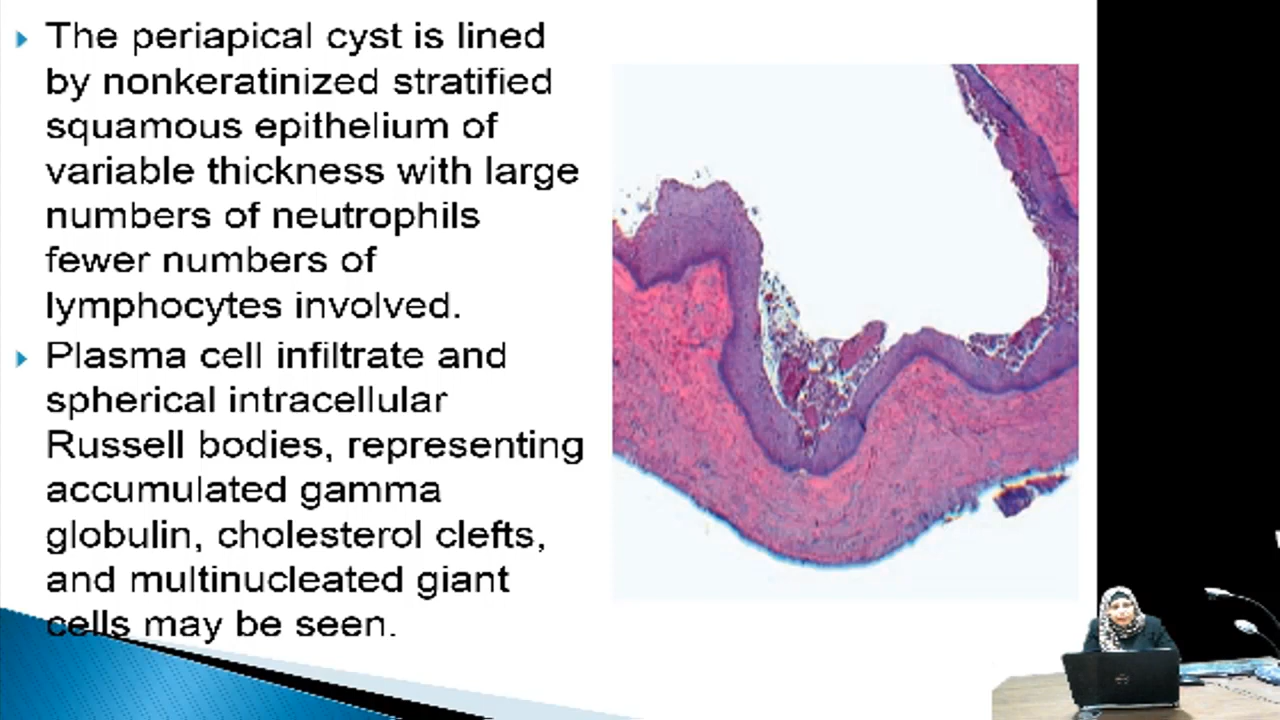 The periapical cyst is lined
by nonkeratinized stratified
squamous epithelium of
variable thickness with large
numbers of neutrophils
fewer numbers of
lymphocytes involved.
Plasma cell infiltrate and
spherical intracellular
Russell bodies, representing
accumulated gamma
globulin, cholesterol clefts,
and multinucleated giant
cells may be seen.